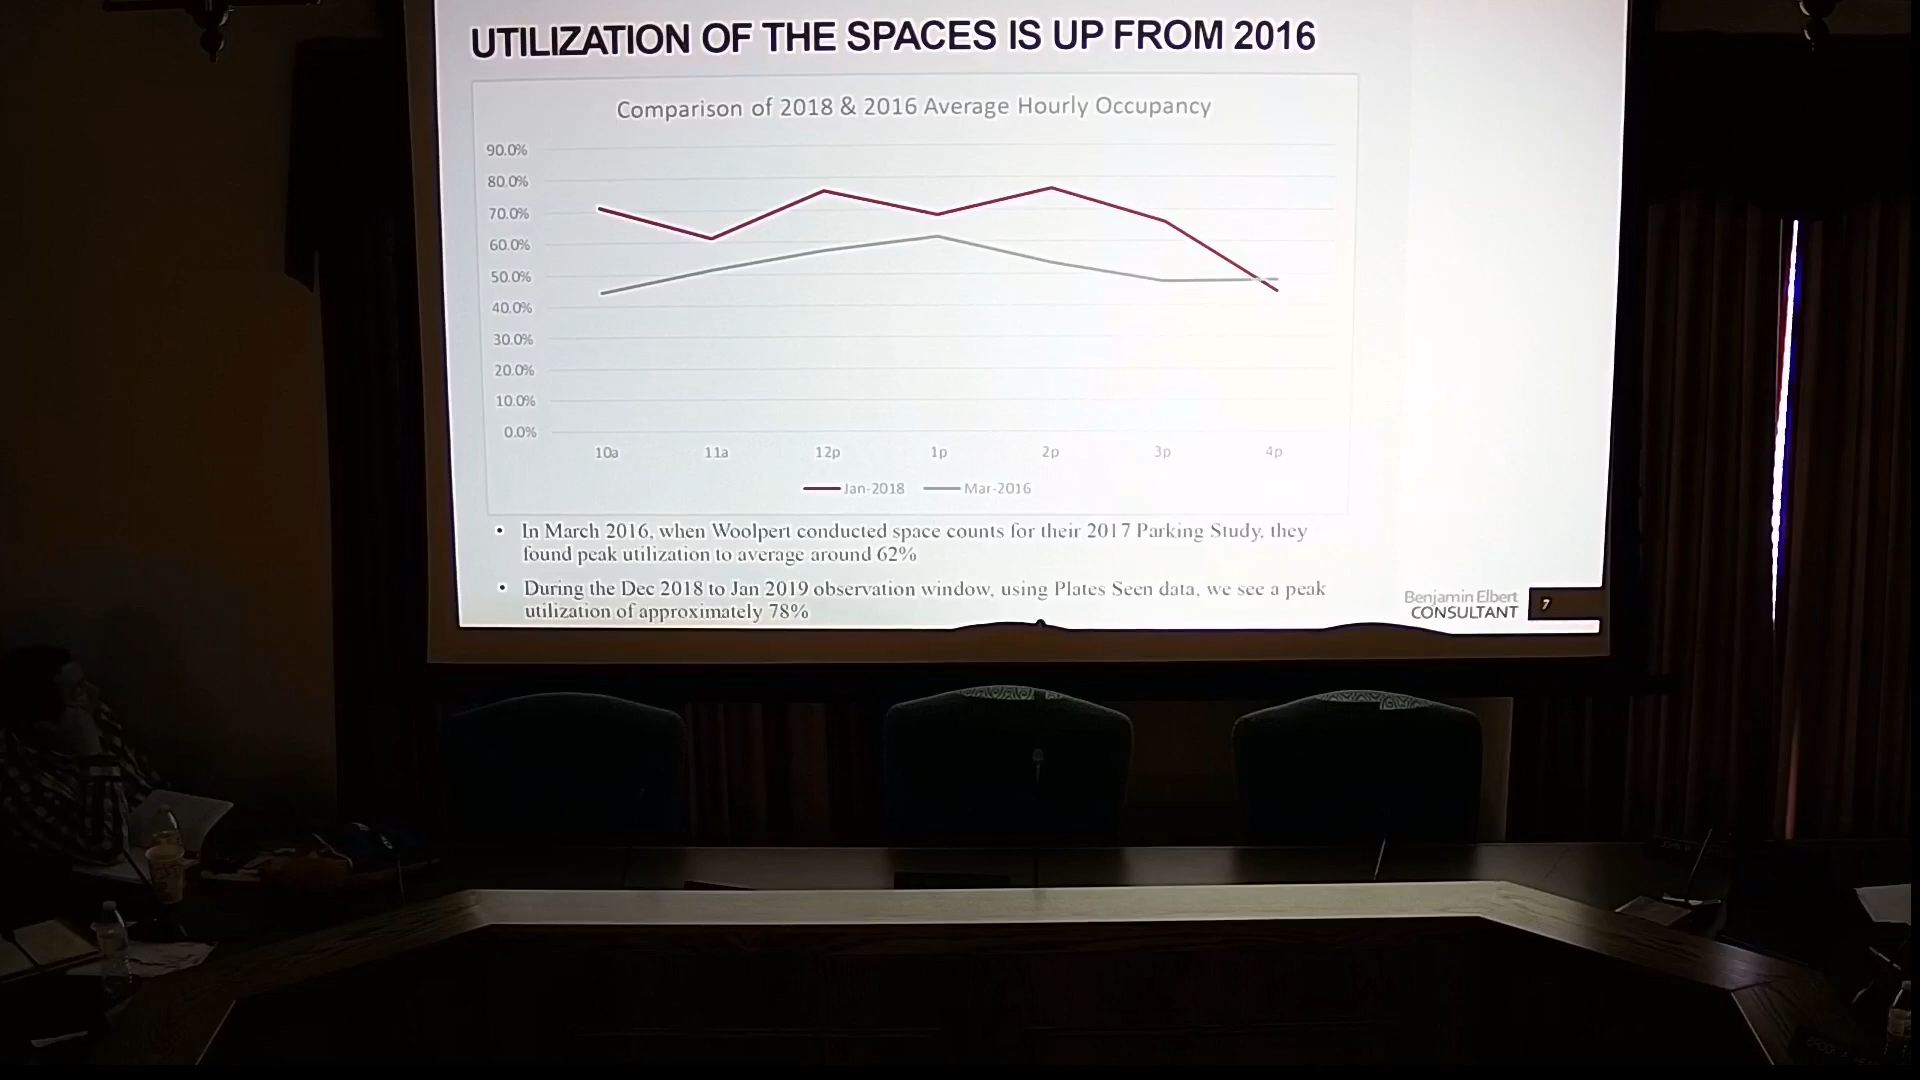 UTILIZATION OF THE SPACES IS UP FROM 2016
Comparison of 2018 & 2016 Average Hourly Occupancy
90.0%
80.0%
70.0%
60.0%
50.0%
40.0%
30.0%
20.0%
10.0%
0.0%
10a 11a 12p 1p 2p 3p 4p
Jan-2018 Mar-2016
• In March 2016, when Woolpert conducted space counts for their 2017 Parking Study, they
found peak utilization to average around 62%
• During the Dec 2018 to Jan 2019 observation window, using Plates Seen data, we see a peak
utilization of approximately 78%
Benjamin Elbert
CONSULTANT
7